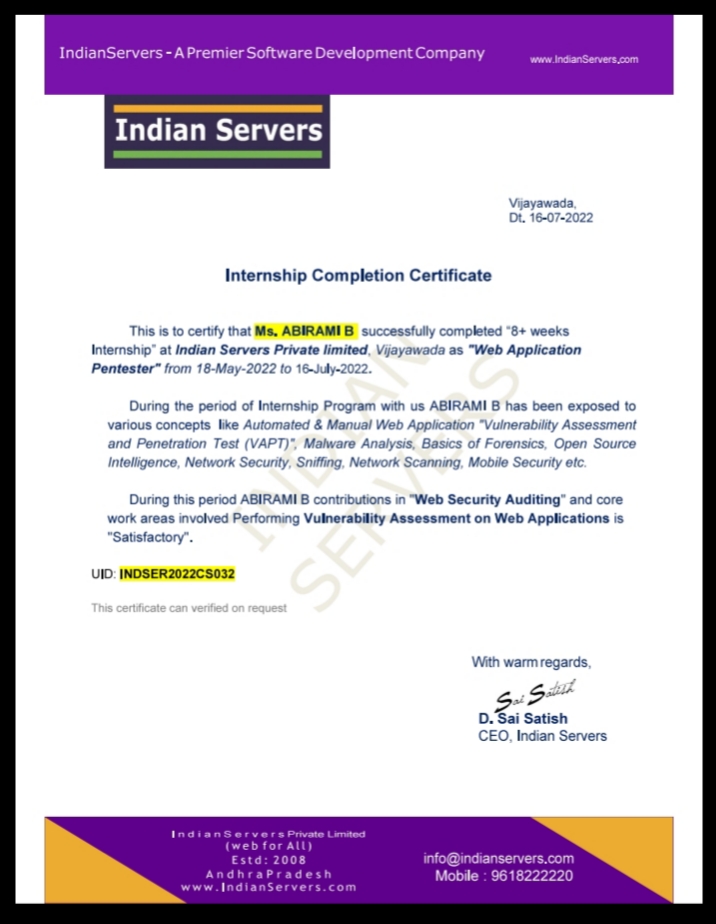 IndianServers - A Premier Software Development Company
www.IndianServers.com
Indian Servers
Vijayawada,
Dt. 16-07-2022
Internship Completion Certificate
This is to certify that Ms. ABIRAMI B successfully completed "8+ weeks
Internship" at Indian Servers Private limited, Vijayawada as "Web Application
Pentester" from 18-May-2022 to 16-July-2022.
During the period of Internship Program with us ABIRAMI B has been exposed to
various concepts like Automated & Manual Web Application "Vulnerability Assessment
and Penetration Test (VAPT)", Malware Analysis, Basics of Forensics, Open Source
Intelligence, Network Security, Sniffing, Network Scanning, Mobile Security etc.
During this period ABIRAMI B contributions in "Web Security Auditing" and core
work areas involved Performing Vulnerability Assessment on Web Applications is
"Satisfactory".
INDIAN
SERVERS
UID: INDSER2022CS032
This certificate can verified on request
With warm regards,
Sai Satish
D. Sai Satish
CEO, Indian Servers
IndianServers Private Limited
(web for All)
Estd: 2008
AndhraPradesh
www.IndianServers.com
info@indianservers.com
Mobile : 9618222220